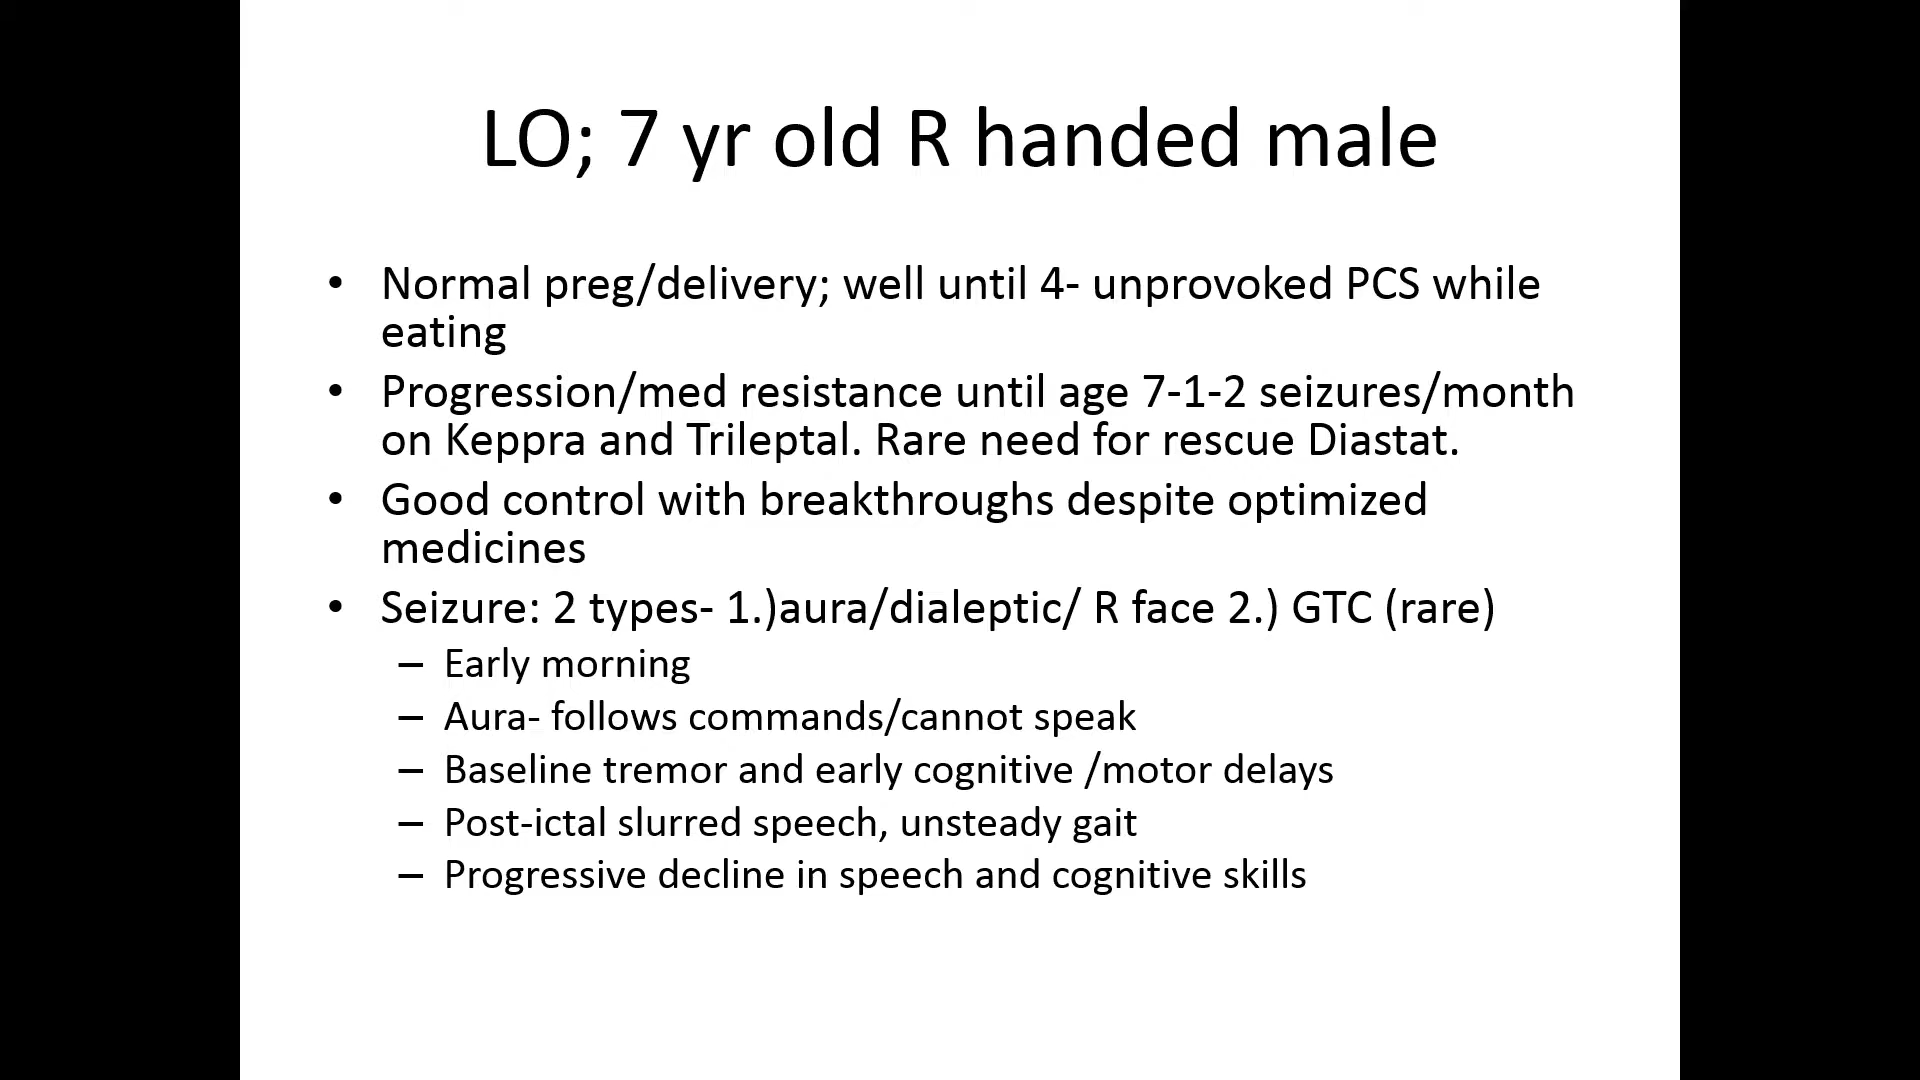 LO; 7 yr old R handed male
• Normal preg/delivery; well until 4- unprovoked PCS while
eating
• Progression/med resistance until age 7-1-2 seizures/month
on Keppra and Trileptal. Rare need for rescue Diastat.
• Good control with breakthroughs despite optimized
medicines
• Seizure: 2 types- 1.)aura/dialeptic/ R face 2.) GTC (rare)
– Early morning
– Aura- follows commands/cannot speak
– Baseline tremor and early cognitive /motor delays
– Post-ictal slurred speech, unsteady gait
– Progressive decline in speech and cognitive skills